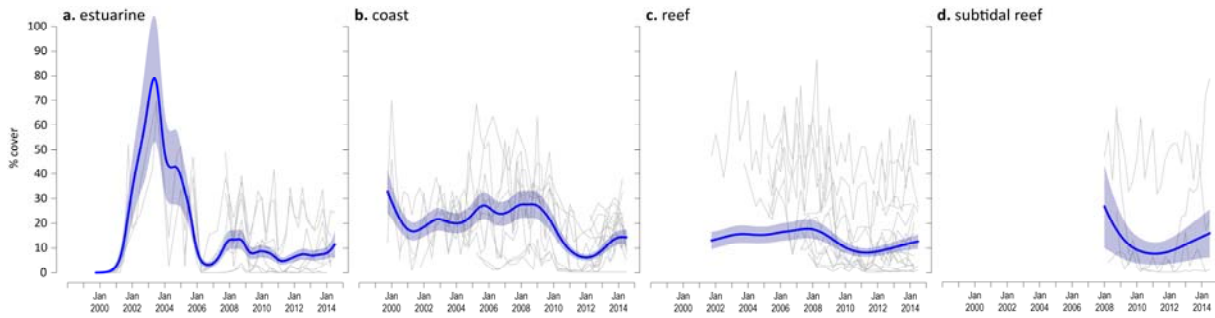 a. estuarine
b. coast
c. reef
d. subtidal reef
% cover
100
90
80
70
60
50
40
30
20
10
0
Jan 2000
Jan 2002
Jan 2004
Jan 2006
Jan 2008
Jan 2010
Jan 2012
Jan 2014
Jan 2000
Jan 2002
Jan 2004
Jan 2006
Jan 2008
Jan 2010
Jan 2012
Jan 2014
Jan 2000
Jan 2002
Jan 2004
Jan 2006
Jan 2008
Jan 2010
Jan 2012
Jan 2014
Jan 2000
Jan 2002
Jan 2004
Jan 2006
Jan 2008
Jan 2010
Jan 2012
Jan 2014